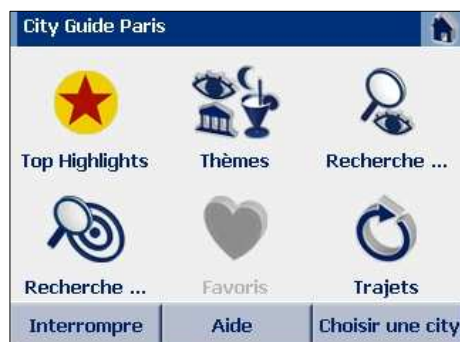 City Guide Paris
Top Highlights
Thèmes
Recherche ...
Recherche ...
Favoris
Trajets
Interrompre
Aide
Choisir une city